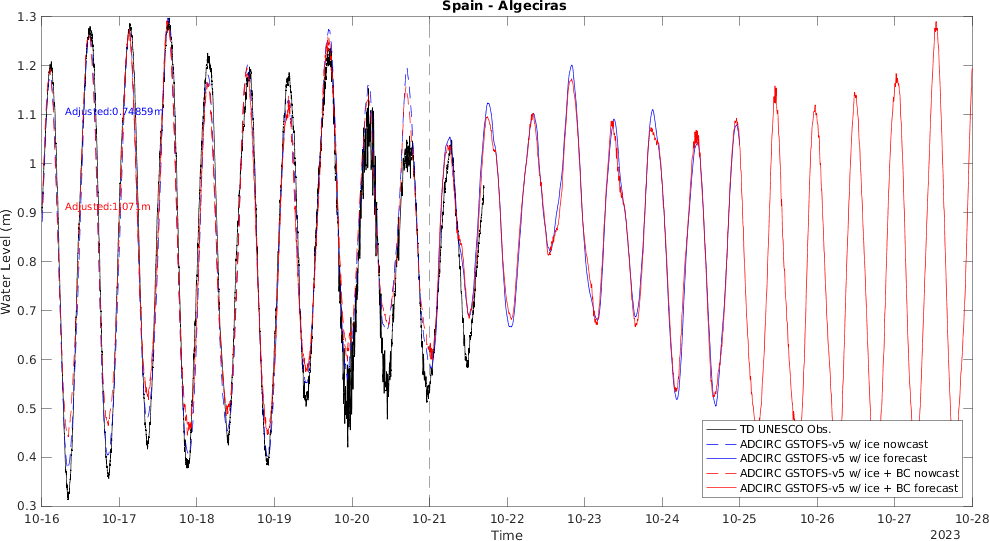 Spain - Algeciras
1.3
1.2
1.1
1
0.9
0.8
0.7
0.6
0.5
0.4
0.3
Water Level (m)
Adjusted:0.74859m
Adjusted:1.071m
TD UNESCO Obs.
ADCIRC GSTOFS-v5 w/ ice nowcast
ADCIRC GSTOFS-v5 w/ ice forecast
ADCIRC GSTOFS-v5 w/ ice + BC nowcast
ADCIRC GSTOFS-v5 w/ ice + BC forecast
10-16 10-17 10-18 10-19 10-20 10-21 10-22 10-23 10-24 10-25 10-26 10-27 10-28
Time
2023